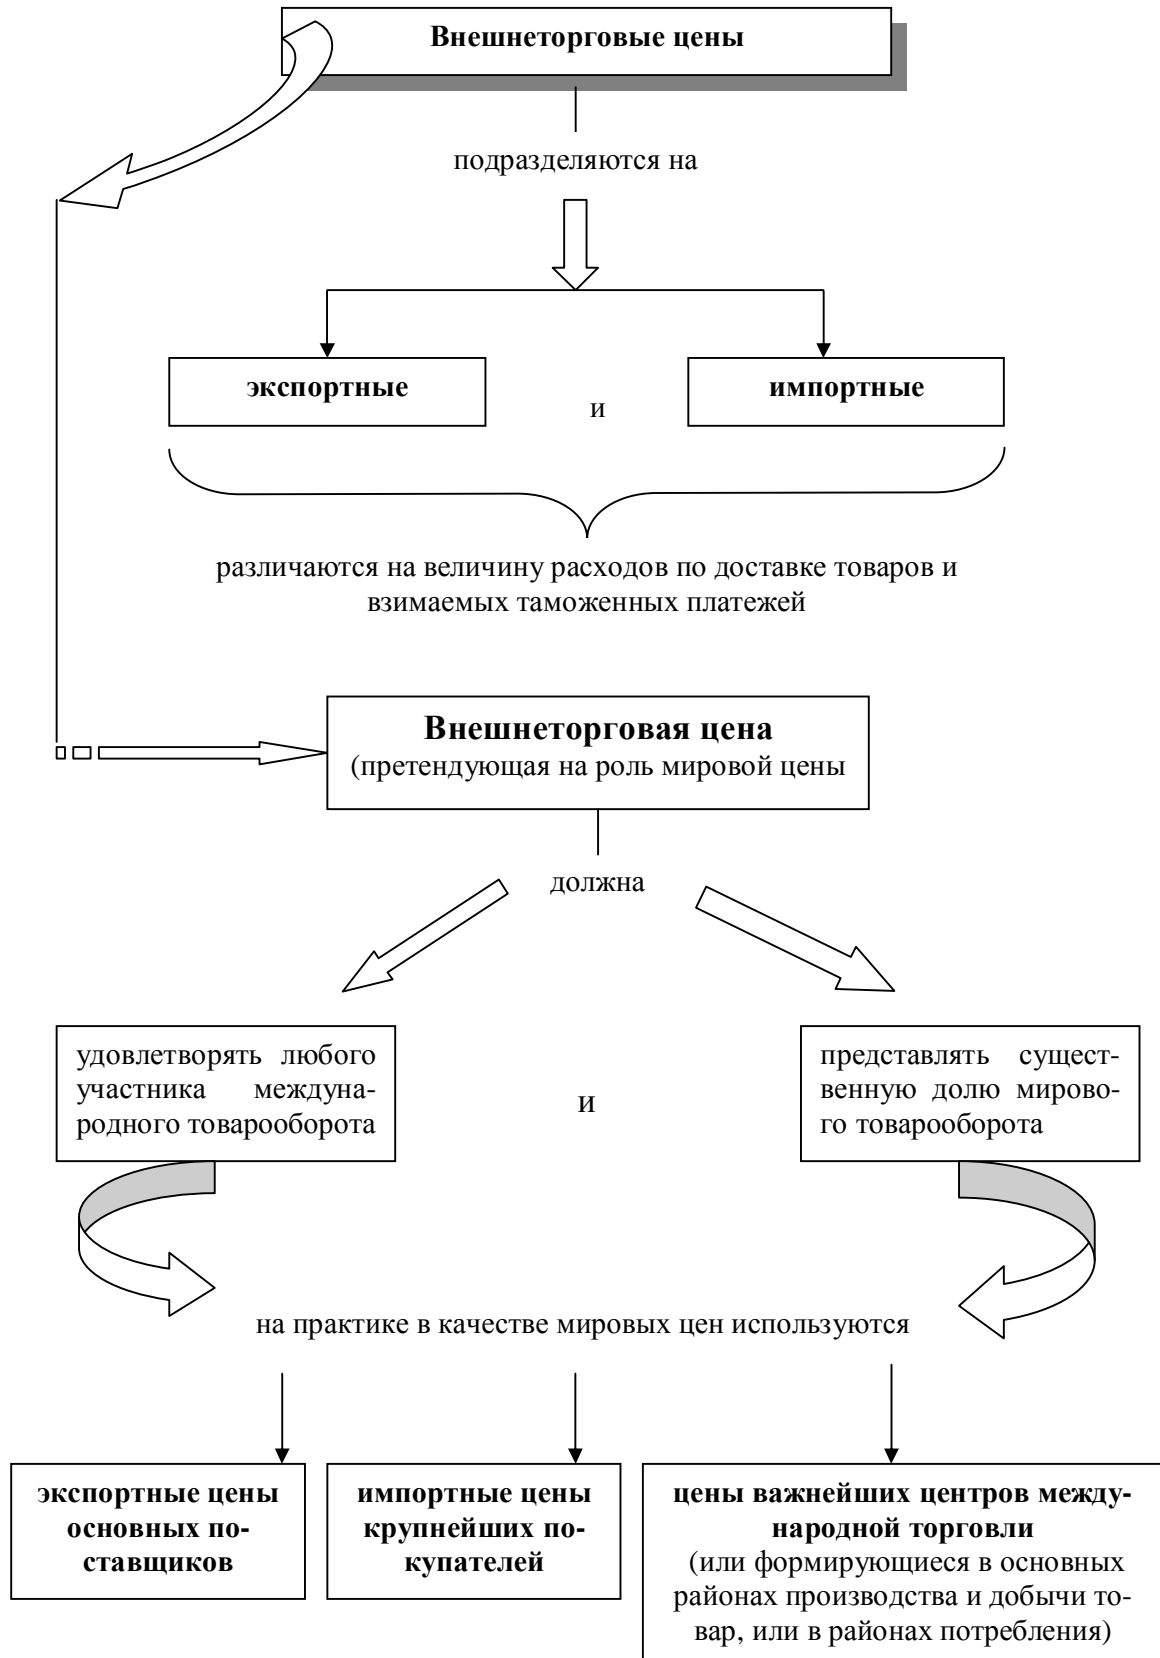 Внешнеторговые цены
подразделяются на
экспортные
и
импортные
различаются на величину расходов по доставке товаров и
взимаемых таможенных платежей
Внешнеторговая цена
(претендующая на роль мировой цены
должна
удовлетворять любого
участника междуна-
родного товарооборота
и
представлять сущест-
венную долю мирово-
го товарооборота
на практике в качестве мировых цен используются
экспортные цены
основных по-
ставщиков
импортные цены
крупнейших по-
купателей
цены важнейших центров между-
народной торговли
(или формирующиеся в основных
районах производства и добычи то-
вар, или в районах потребления)